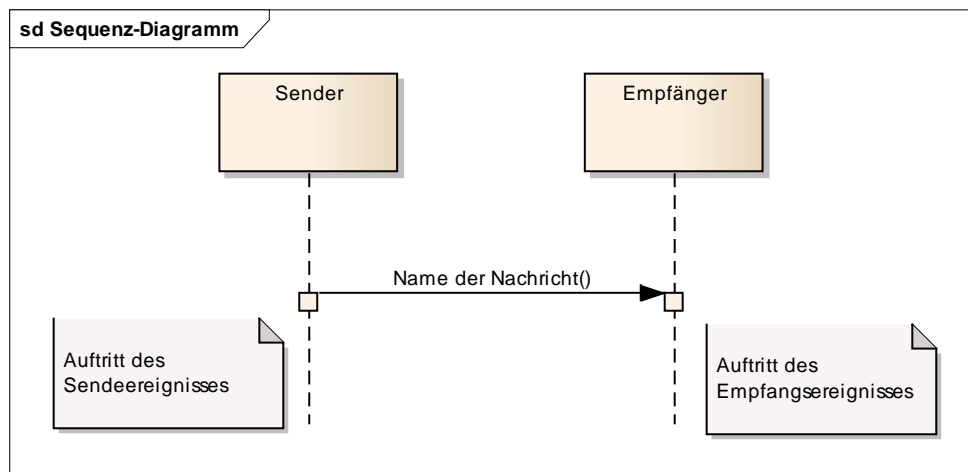 sd Sequenz-Diagramm
Sender
Empfänger
Name der Nachricht()
Auftritt des
Sendeereignisses
Auftritt des
Empfangsereignisses